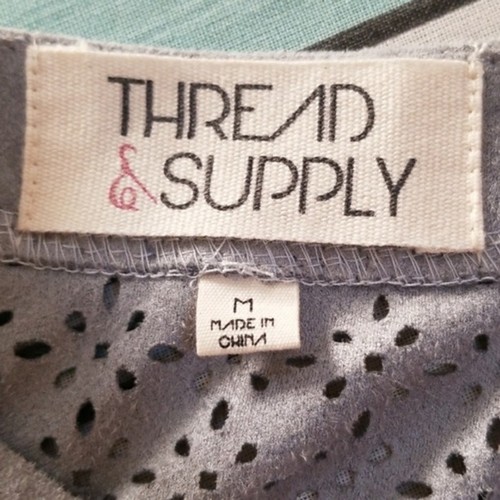 THREAD
& SUPPLY
M
MADE IN
CHINA